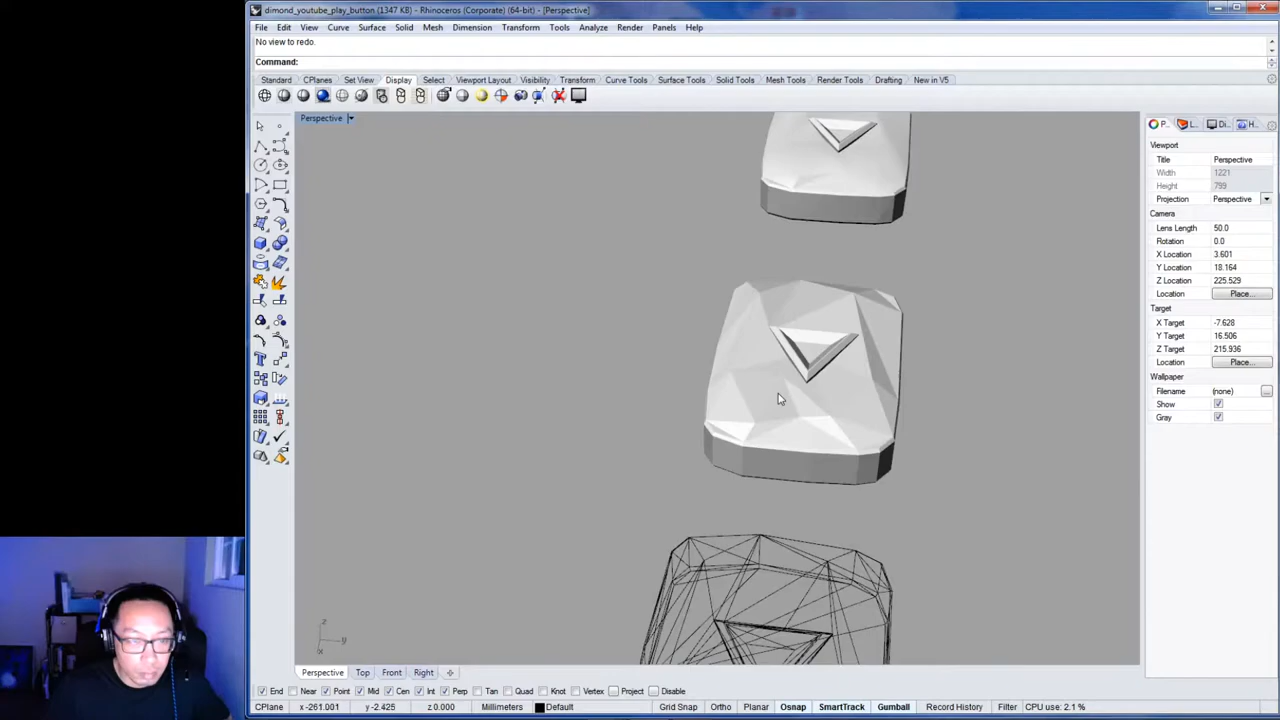 dimond_youtube_play_button (1347 KB) - Rhinoceros (Corporate) (64-bit) - [Perspective]
File Edit View Curve Surface Solid Mesh Dimension Transform Tools Analyze Render Panels Help
No view to redo.
Command:
Standard CPlanes Set View Display Select Viewport Layout Visibility Transform Curve Tools Surface Tools Solid Tools Mesh Tools Render Tools Drafting New in V5
Perspective
P... L... Di... H...
Viewport
Title Perspective
Width 1221
Height 799
Projection Perspective
Camera
Lens Length 50.0
Rotation 0.0
X Location 3.601
Y Location 18.164
Z Location 225.529
Location Place...
Target
X Target -7.628
Y Target 16.506
Z Target 215.936
Location Place...
Wallpaper
Filename (none) ...
Show
Gray
z
y
x
Perspective Top Front Right
End Near Point Mid Cen Int Perp Tan Quad Knot Vertex Project Disable
CPlane x -261.001 y -2.425 z 0.000 Millimeters Default Grid Snap Ortho Planar Osnap SmartTrack Gumball Record History Filter CPU use: 2.1 %